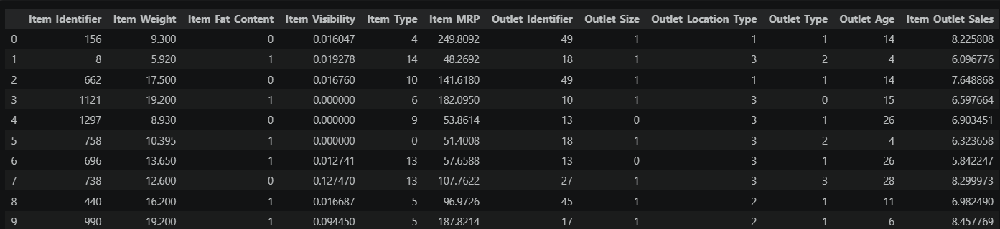 Item_Identifier Item_Weight Item_Fat_Content Item_Visibility Item_Type Item_MRP Outlet_Identifier Outlet_Size Outlet_Location_Type Outlet_Type Outlet_Age Item_Outlet_Sales
0 156 9.300 0 0.016047 4 249.8092 49 1 1 1 14 8.225808
1 8 5.920 1 0.019278 14 48.2692 18 1 3 2 4 6.096776
2 662 17.500 0 0.016760 10 141.6180 49 1 1 1 14 7.648868
3 1121 19.200 1 0.000000 6 182.0950 10 1 3 0 15 6.597664
4 1297 8.930 0 0.000000 9 53.8614 13 0 3 1 26 6.903451
5 758 10.395 1 0.000000 0 51.4008 18 1 3 2 4 6.323658
6 696 13.650 1 0.012741 13 57.6588 13 0 3 1 26 5.842247
7 738 12.600 0 0.127470 13 107.7622 27 1 3 3 28 8.299973
8 440 16.200 1 0.016687 5 96.9726 45 1 2 1 11 6.982490
9 990 19.200 1 0.094450 5 187.8214 17 1 2 1 6 8.457769